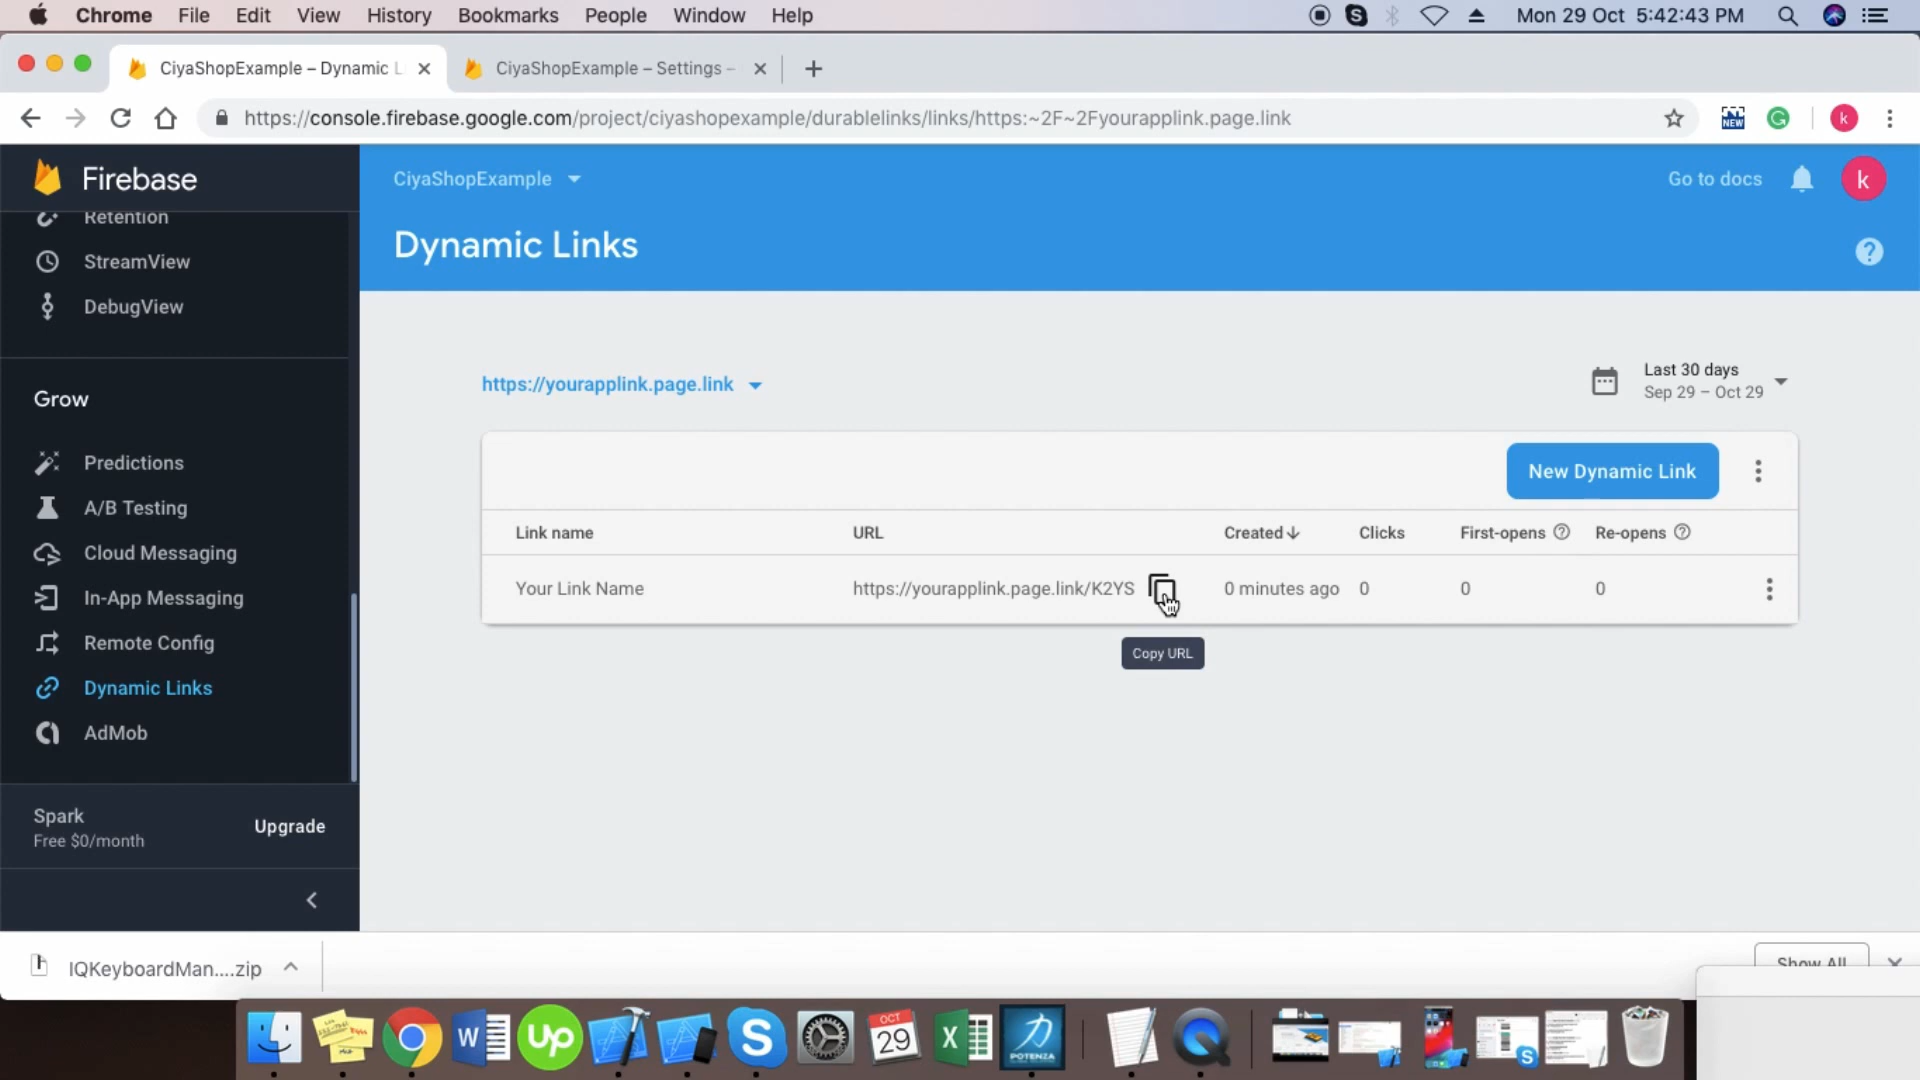 Chrome File Edit View History Bookmarks People Window Help Mon 29 Oct 5:42:43 PM
CiyaShopExample – Dynamic L
CiyaShopExample – Settings –
https://console.firebase.google.com/project/ciyashopexample/durablelinks/links/https:~2F~2Fyourapplink.page.link
NEW
k
Firebase
CiyaShopExample
Go to docs
k
Dynamic Links
?
Retention
StreamView
DebugView
Grow
Predictions
A/B Testing
Cloud Messaging
In-App Messaging
Remote Config
Dynamic Links
AdMob
Spark
Free $0/month
Upgrade
https://yourapplink.page.link
Last 30 days
Sep 29 – Oct 29
New Dynamic Link
Link name URL Created Clicks First-opens Re-opens
Your Link Name https://yourapplink.page.link/K2YS 0 minutes ago 0 0 0
Copy URL
IQKeyboardMan....zip
Show All
W
Up
S
OCT
29
X
POTENZA